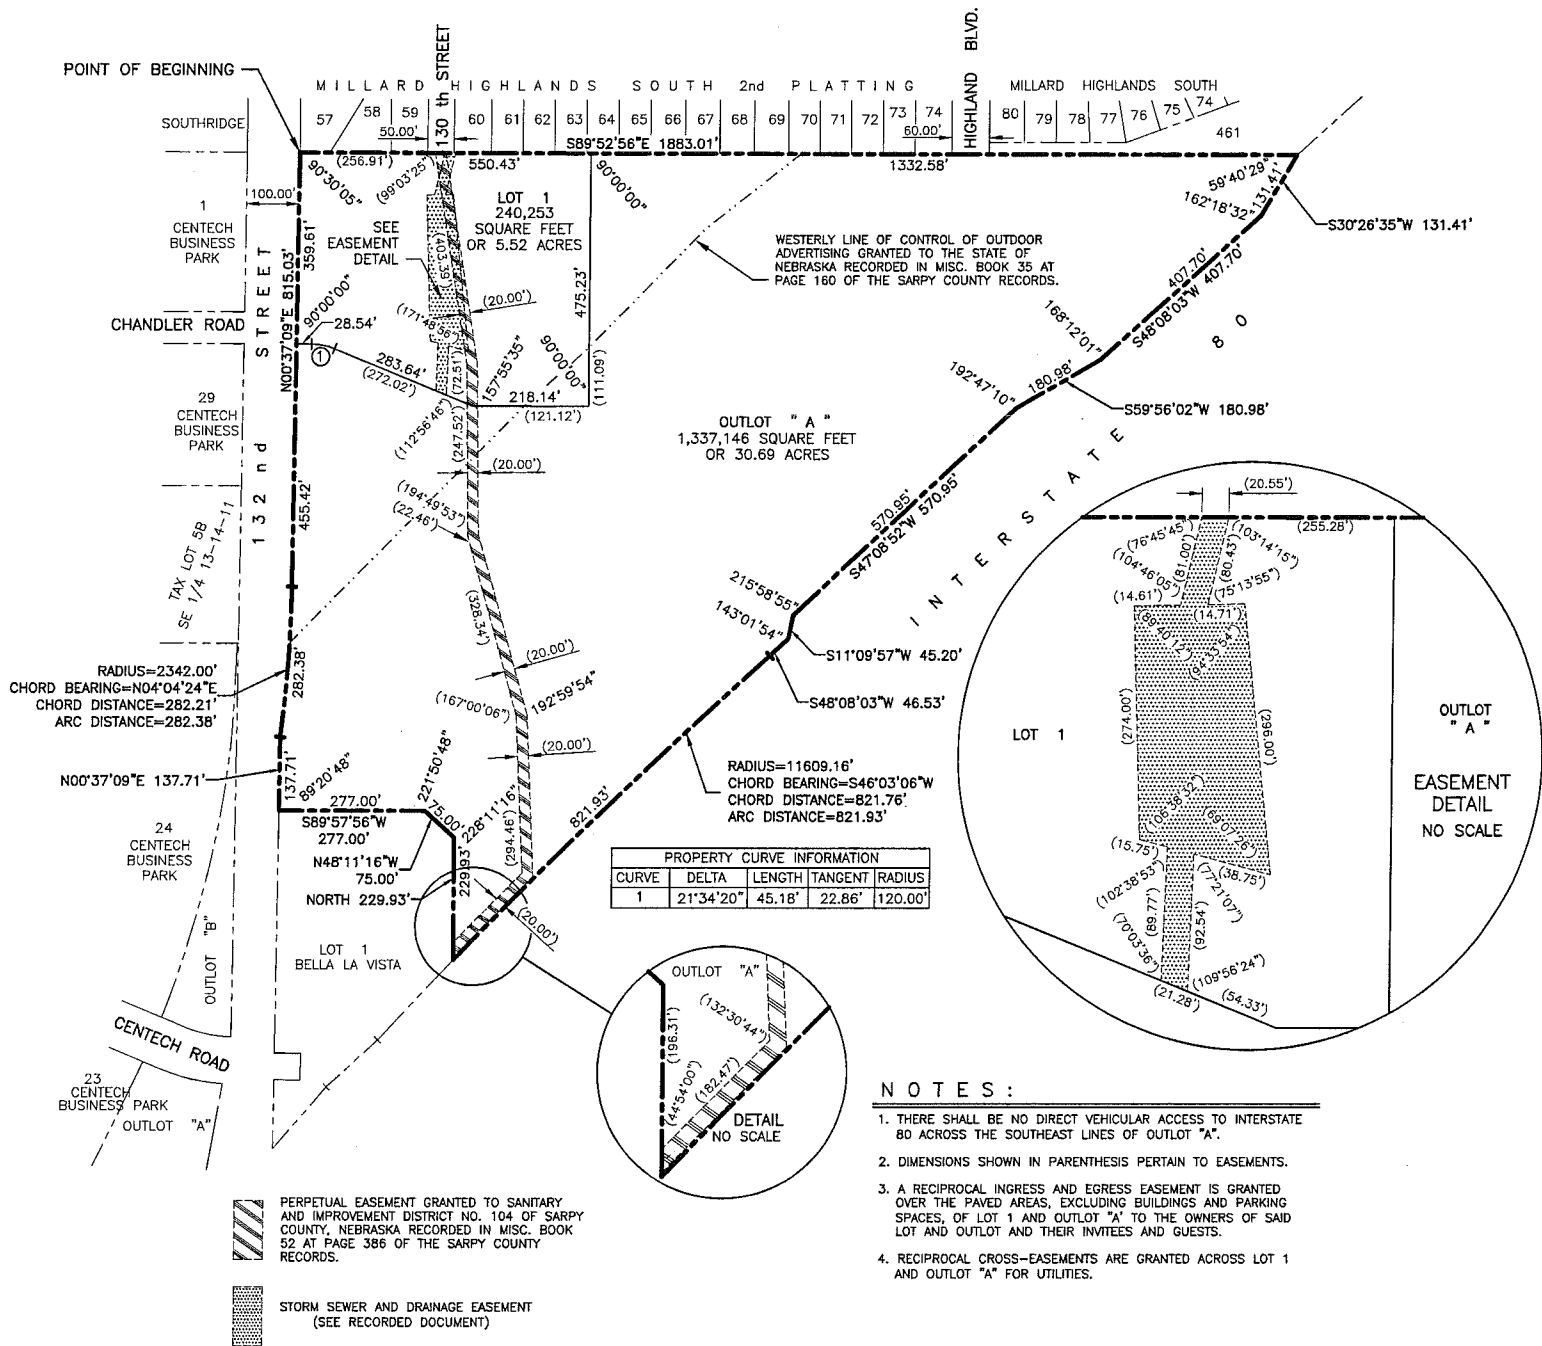 POINT OF BEGINNING
MILLARD HIGHLANDS SOUTH 2nd PLATTING
130 th STREET
HIGHLAND BLVD.
MILLARD HIGHLANDS SOUTH
SOUTHRIDGE
57
58
59
50.00'
60
61
62
63
64
65
66
67
68
69
70
71
72
73
74
60.00'
80
79
78
77
76
75
74
461
S89°52'56"E 1883.01'
(256.91')
550.43'
1332.58'
90°30'05"
(99°03'25")
90°00'00"
59°40'29"
131.41'
162°18'32"
S30°26'35"W 131.41'
100.00'
1
CENTECH
BUSINESS
PARK
LOT 1
240,253
SQUARE FEET
OR 5.52 ACRES
SEE
EASEMENT
DETAIL
(403.39')
359.61'
N00°37'09"E 815.03'
132nd STREET
WESTERLY LINE OF CONTROL OF OUTDOOR
ADVERTISING GRANTED TO THE STATE OF
NEBRASKA RECORDED IN MISC. BOOK 35 AT
PAGE 160 OF THE SARPY COUNTY RECORDS.
407.70'
S48°08'03"W 407.70'
475.23'
(20.00')
90°00'00"
28.54'
CHANDLER ROAD
1
(171°48'56")
283.64'
(272.02')
(72.51')
157°55'35"
90°00'00"
(111.09')
218.14'
(121.12')
168°12'01"
192°47'10"
180.98'
S59°56'02"W 180.98'
INTERSTATE 80
29
CENTECH
BUSINESS
PARK
(112°56'46")
(247.52')
(20.00')
OUTLOT "A"
1,337,146 SQUARE FEET
OR 30.69 ACRES
455.42'
(194°49'53")
(22.46')
570.95'
S47°08'52"W 570.95'
TAX LOT 5B
SE 1/4 13-14-11
(328.34')
215°58'55"
143°01'54"
S11°09'57"W 45.20'
S48°08'03"W 46.53'
RADIUS=2342.00'
CHORD BEARING=N04°04'24"E
CHORD DISTANCE=282.21'
ARC DISTANCE=282.38'
282.38'
(20.00')
(167°00'06")
192°59'54"
(20.00')
N00°37'09"E 137.71'
137.71'
89°20'48"
277.00'
S89°57'56"W
277.00'
221°50'48"
75.00'
228°11'16"
N48°11'16"W
75.00'
229.93'
NORTH 229.93'
(294.46')
821.93'
(20.00')
RADIUS=11609.16'
CHORD BEARING=S46°03'06"W
CHORD DISTANCE=821.76'
ARC DISTANCE=821.93'
PROPERTY CURVE INFORMATION
CURVE DELTA LENGTH TANGENT RADIUS
1 21°34'20" 45.18' 22.86' 120.00'
24
CENTECH
BUSINESS
PARK
OUTLOT "B"
LOT 1
BELLA LA VISTA
CENTECH ROAD
23
CENTECH
BUSINESS PARK
OUTLOT "A"
OUTLOT "A"
(132°30'44")
(196.31')
(44°54'00")
(182.47')
DETAIL
NO SCALE
(20.55')
(255.28')
(76°45'45")
(103°14'15")
(104°46'05")
(81.00')
(80.43')
(75°13'55")
(14.61')
(14.71')
(89°40'12")
(94°33'54")
(274.00')
(296.00')
LOT 1
OUTLOT
"A"
EASEMENT
DETAIL
NO SCALE
(106°38'32")
(69°07'26")
(15.75')
(38.75')
(102°38'53")
(77°21'07")
(89.77')
(92.54')
(70°03'36")
(109°56'24")
(21.28')
(54.33')
NOTES:
1. THERE SHALL BE NO DIRECT VEHICULAR ACCESS TO INTERSTATE
80 ACROSS THE SOUTHEAST LINES OF OUTLOT "A".
2. DIMENSIONS SHOWN IN PARENTHESIS PERTAIN TO EASEMENTS.
3. A RECIPROCAL INGRESS AND EGRESS EASEMENT IS GRANTED
OVER THE PAVED AREAS, EXCLUDING BUILDINGS AND PARKING
SPACES, OF LOT 1 AND OUTLOT "A" TO THE OWNERS OF SAID
LOT AND OUTLOT AND THEIR INVITEES AND GUESTS.
4. RECIPROCAL CROSS-EASEMENTS ARE GRANTED ACROSS LOT 1
AND OUTLOT "A" FOR UTILITIES.
PERPETUAL EASEMENT GRANTED TO SANITARY
AND IMPROVEMENT DISTRICT NO. 104 OF SARPY
COUNTY, NEBRASKA RECORDED IN MISC. BOOK
52 AT PAGE 386 OF THE SARPY COUNTY
RECORDS.
STORM SEWER AND DRAINAGE EASEMENT
(SEE RECORDED DOCUMENT)